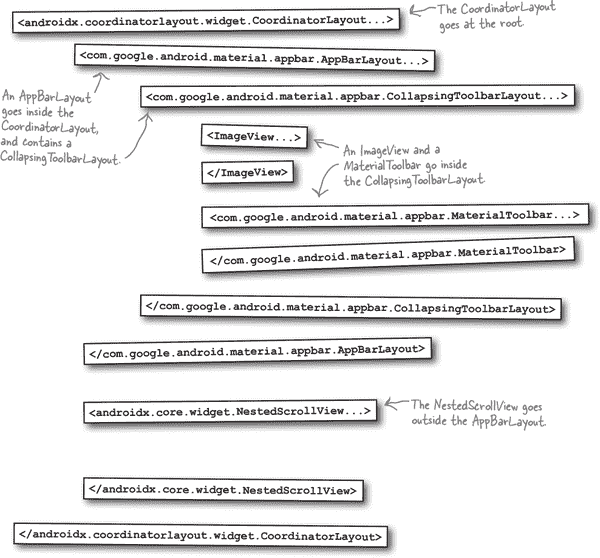 <androidx.coordinatorlayout.widget.CoordinatorLayout...>
The CoordinatorLayout
goes at the root.
<com.google.android.material.appbar.AppBarLayout...>
An AppBarLayout
goes inside the
CoordinatorLayout,
and contains a
CollapsingToolbarLayout.
<com.google.android.material.appbar.CollapsingToolbarLayout...>
<ImageView...>
An ImageView and a
MaterialToolbar go inside
the CollapsingToolbarLayout.
</ImageView>
<com.google.android.material.appbar.MaterialToolbar...>
</com.google.android.material.appbar.MaterialToolbar>
</com.google.android.material.appbar.CollapsingToolbarLayout>
</com.google.android.material.appbar.AppBarLayout>
<androidx.core.widget.NestedScrollView...>
The NestedScrollView goes
outside the AppBarLayout.
</androidx.core.widget.NestedScrollView>
</androidx.coordinatorlayout.widget.CoordinatorLayout>